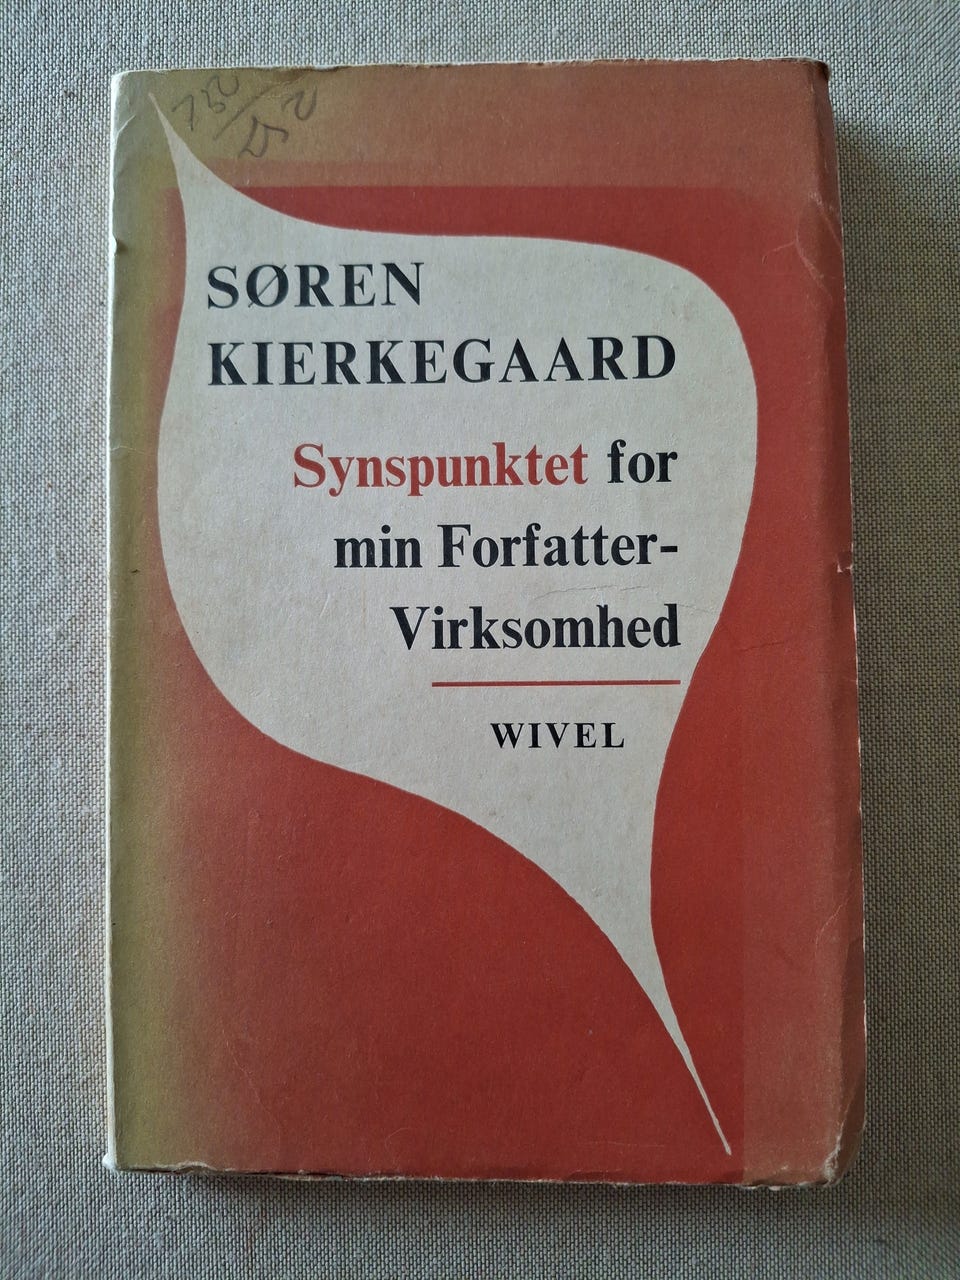 SØREN
KIERKEGAARD
Synspunktet for
min Forfatter-
Virksomhed
WIVEL